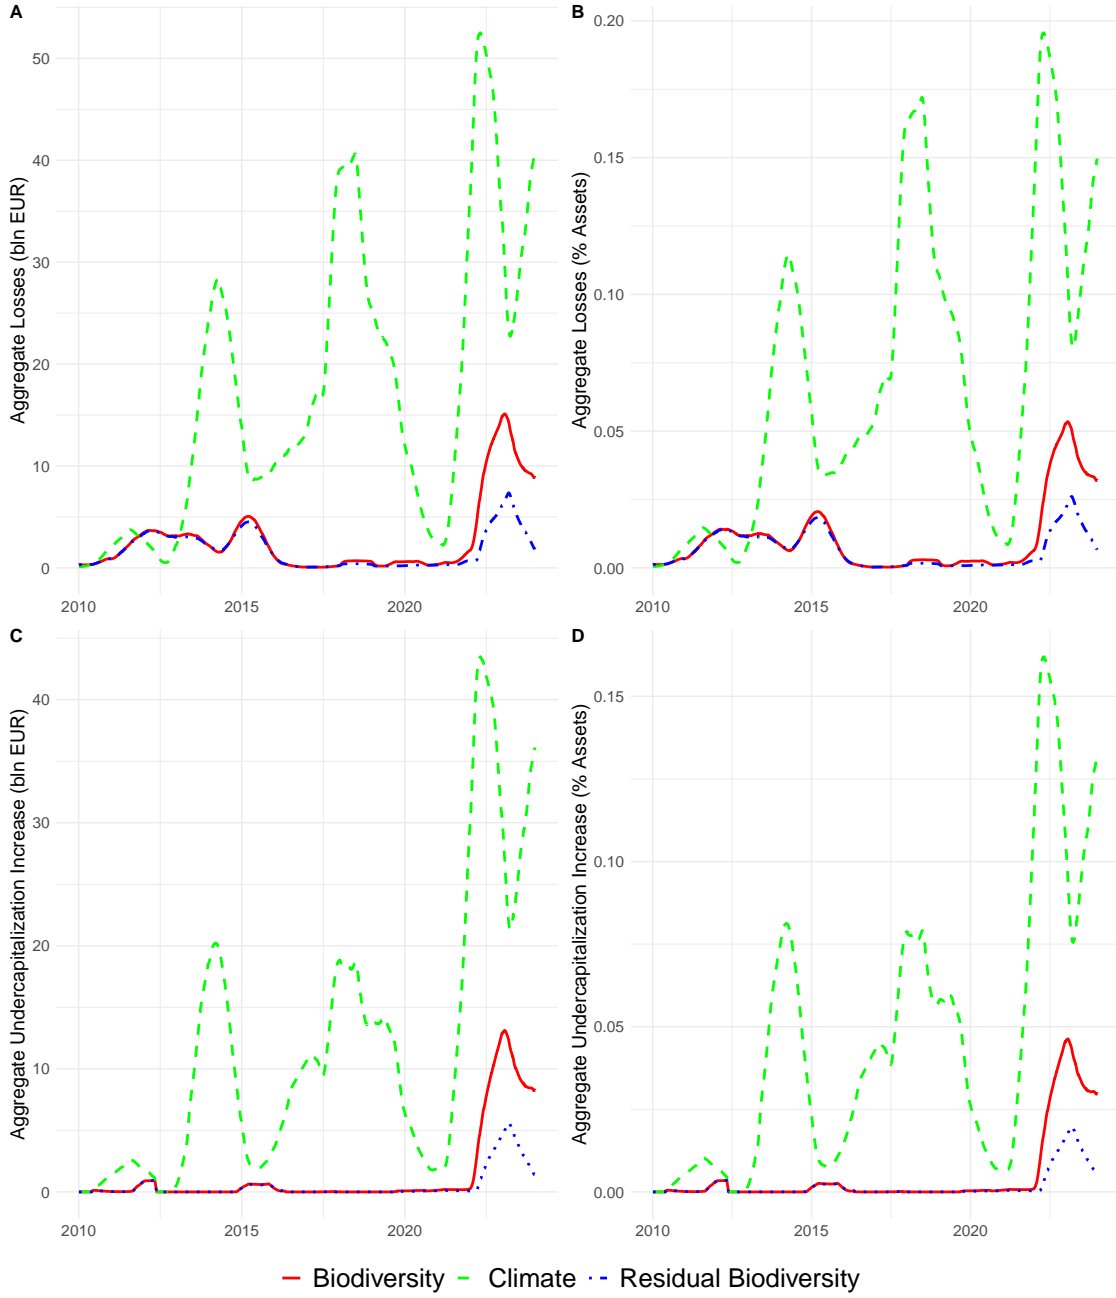 A
Aggregate Losses (bln EUR)
50
40
30
20
10
0
2010 2015 2020
B
Aggregate Losses (% Assets)
0.20
0.15
0.10
0.05
0.00
2010 2015 2020
C
Aggregate Undercapitalization Increase (bln EUR)
40
30
20
10
0
2010 2015 2020
D
Aggregate Undercapitalization Increase (% Assets)
0.15
0.10
0.05
0.00
2010 2015 2020
Biodiversity Climate Residual Biodiversity